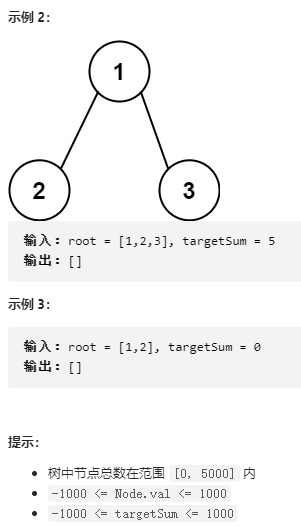 示例 2：
1
2
3
输入：root = [1,2,3], targetSum = 5
输出：[]
示例 3：
输入：root = [1,2], targetSum = 0
输出：[]
提示：
• 树中节点总数在范围 [0, 5000] 内
• -1000 <= Node.val <= 1000
• -1000 <= targetSum <= 1000